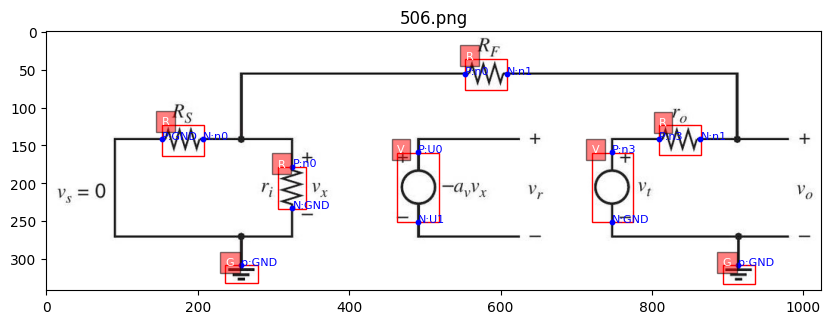 506.png
R_F
R
P:n0 N:n1
R_S
R
P:GND N:n0
r_o
R
P:n3 N:n1
+ P:n0
R
r_i v_x
N:GND
−
v_s = 0
V
+ P:U0
−a_v v_x
− N:U1
+
v_r
−
V
P:n3
+
v_t
− N:GND
+
v_o
−
G p:GND
G p:GND
0
50
100
150
200
250
300
0 200 400 600 800 1000